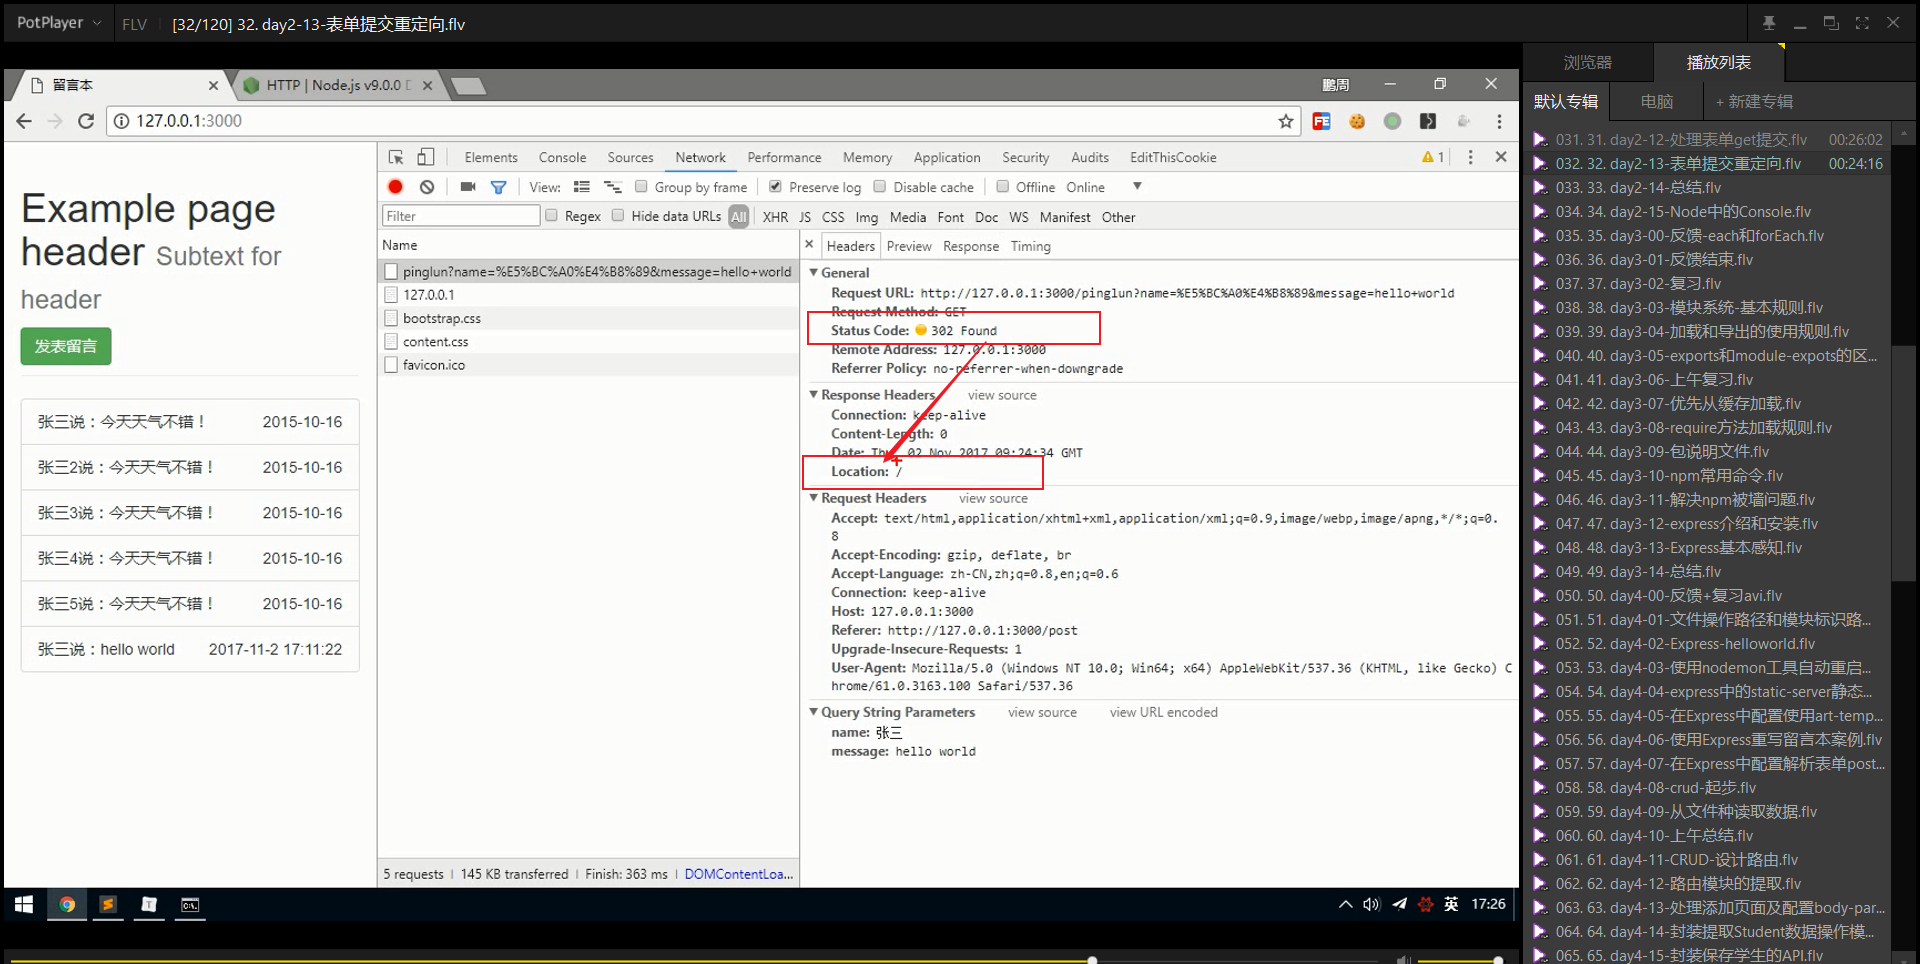 PotPlayer
FLV
[32/120] 32. day2-13-表单提交重定向.flv
留言本
HTTP | Node.js v9.0.0 D
鹏周
127.0.0.1:3000
Example page
header Subtext for
header
发表留言
张三说：今天天气不错！ 2015-10-16
张三2说：今天天气不错！ 2015-10-16
张三3说：今天天气不错！ 2015-10-16
张三4说：今天天气不错！ 2015-10-16
张三5说：今天天气不错！ 2015-10-16
张三说：hello world 2017-11-2 17:11:22
Elements Console Sources Network Performance Memory Application Security Audits EditThisCookie 1
View: Group by frame Preserve log Disable cache Offline Online
Filter Regex Hide data URLs All XHR JS CSS Img Media Font Doc WS Manifest Other
Name
pinglun?name=%E5%BC%A0%E4%B8%89&message=hello+world
127.0.0.1
bootstrap.css
content.css
favicon.ico
5 requests | 145 KB transferred | Finish: 363 ms | DOMContentLoa...
Headers Preview Response Timing
General
Request URL: http://127.0.0.1:3000/pinglun?name=%E5%BC%A0%E4%B8%89&message=hello+world
Request Method: GET
Status Code: 302 Found
Remote Address: 127.0.0.1:3000
Referrer Policy: no-referrer-when-downgrade
Response Headers view source
Connection: keep-alive
Content-Length: 0
Date: Thu, 02 Nov 2017 09:24:34 GMT
Location: /
Request Headers view source
Accept: text/html,application/xhtml+xml,application/xml;q=0.9,image/webp,image/apng,*/*;q=0.
8
Accept-Encoding: gzip, deflate, br
Accept-Language: zh-CN,zh;q=0.8,en;q=0.6
Connection: keep-alive
Host: 127.0.0.1:3000
Referer: http://127.0.0.1:3000/post
Upgrade-Insecure-Requests: 1
User-Agent: Mozilla/5.0 (Windows NT 10.0; Win64; x64) AppleWebKit/537.36 (KHTML, like Gecko) C
hrome/61.0.3163.100 Safari/537.36
Query String Parameters view source view URL encoded
name: 张三
message: hello world
英 17:26
浏览器 播放列表
默认专辑 电脑 + 新建专辑
031. 31. day2-12-处理表单get提交.flv 00:26:02
032. 32. day2-13-表单提交重定向.flv 00:24:16
033. 33. day2-14-总结.flv
034. 34. day2-15-Node中的Console.flv
035. 35. day3-00-反馈-each和forEach.flv
036. 36. day3-01-反馈结束.flv
037. 37. day3-02-复习.flv
038. 38. day3-03-模块系统-基本规则.flv
039. 39. day3-04-加载和导出的使用规则.flv
040. 40. day3-05-exports和module-expots的区...
041. 41. day3-06-上午复习.flv
042. 42. day3-07-优先从缓存加载.flv
043. 43. day3-08-require方法加载规则.flv
044. 44. day3-09-包说明文件.flv
045. 45. day3-10-npm常用命令.flv
046. 46. day3-11-解决npm被墙问题.flv
047. 47. day3-12-express介绍和安装.flv
048. 48. day3-13-Express基本感知.flv
049. 49. day3-14-总结.flv
050. 50. day4-00-反馈+复习avi.flv
051. 51. day4-01-文件操作路径和模块标识路...
052. 52. day4-02-Express-helloworld.flv
053. 53. day4-03-使用nodemon工具自动重启...
054. 54. day4-04-express中的static-server静态...
055. 55. day4-05-在Express中配置使用art-temp...
056. 56. day4-06-使用Express重写留言本案例.flv
057. 57. day4-07-在Express中配置解析表单post...
058. 58. day4-08-crud-起步.flv
059. 59. day4-09-从文件种读取数据.flv
060. 60. day4-10-上午总结.flv
061. 61. day4-11-CRUD-设计路由.flv
062. 62. day4-12-路由模块的提取.flv
063. 63. day4-13-处理添加页面及配置body-par...
064. 64. day4-14-封装提取Student数据操作模...
065. 65. day4-15-封装保存学生的API.flv